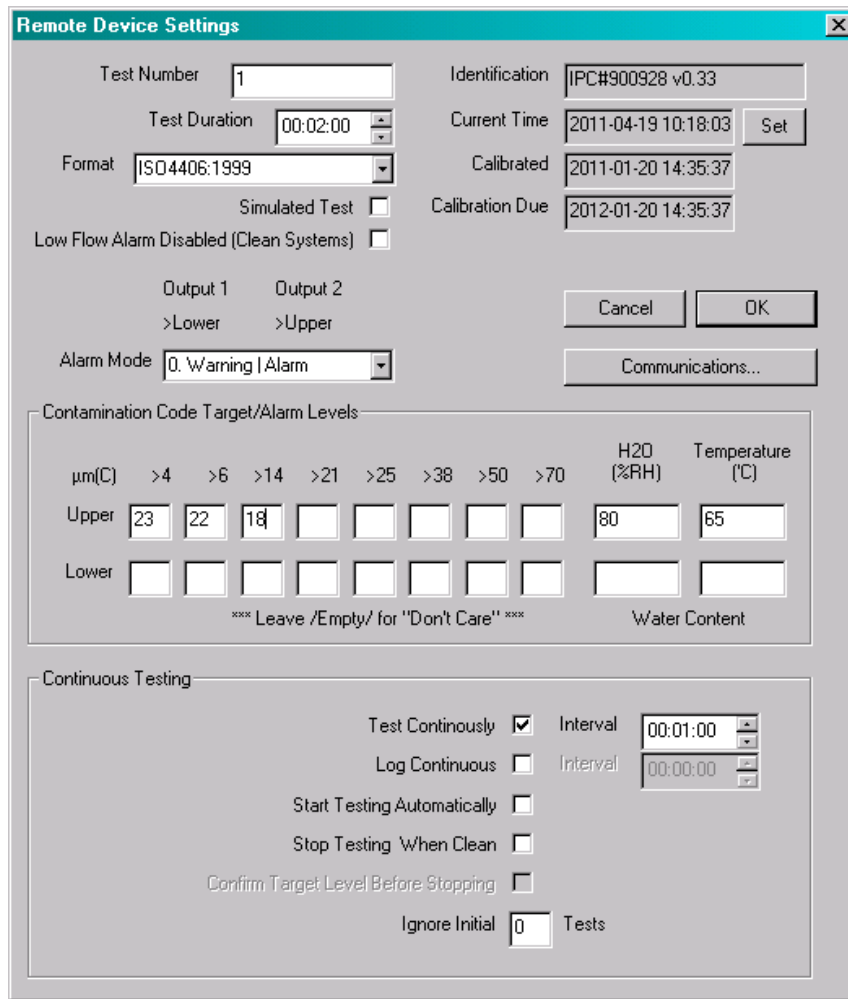 Remote Device Settings
Test Number 1 Identification IPC#900928 v0.33
Test Duration 00:02:00 Current Time 2011-04-19 10:18:03 Set
Format ISO4406:1999 Calibrated 2011-01-20 14:35:37
Simulated Test Calibration Due 2012-01-20 14:35:37
Low Flow Alarm Disabled (Clean Systems)
Output 1 Output 2
>Lower >Upper Cancel OK
Alarm Mode 0. Warning | Alarm Communications...
Contamination Code Target/Alarm Levels
H2O Temperature
µm(C) >4 >6 >14 >21 >25 >38 >50 >70 (%RH) ('C)
Upper 23 22 18 80 65
Lower
*** Leave /Empty/ for "Don't Care" *** Water Content
Continuous Testing
Test Continously Interval 00:01:00
Log Continuous Interval 00:00:00
Start Testing Automatically
Stop Testing When Clean
Confirm Target Level Before Stopping
Ignore Initial 0 Tests